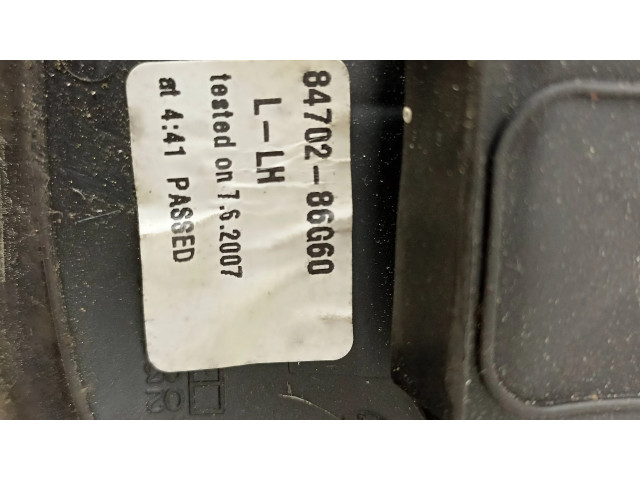 84702-86G60
L-LH
tested on 7.6.2007
at 4:41 PASSED